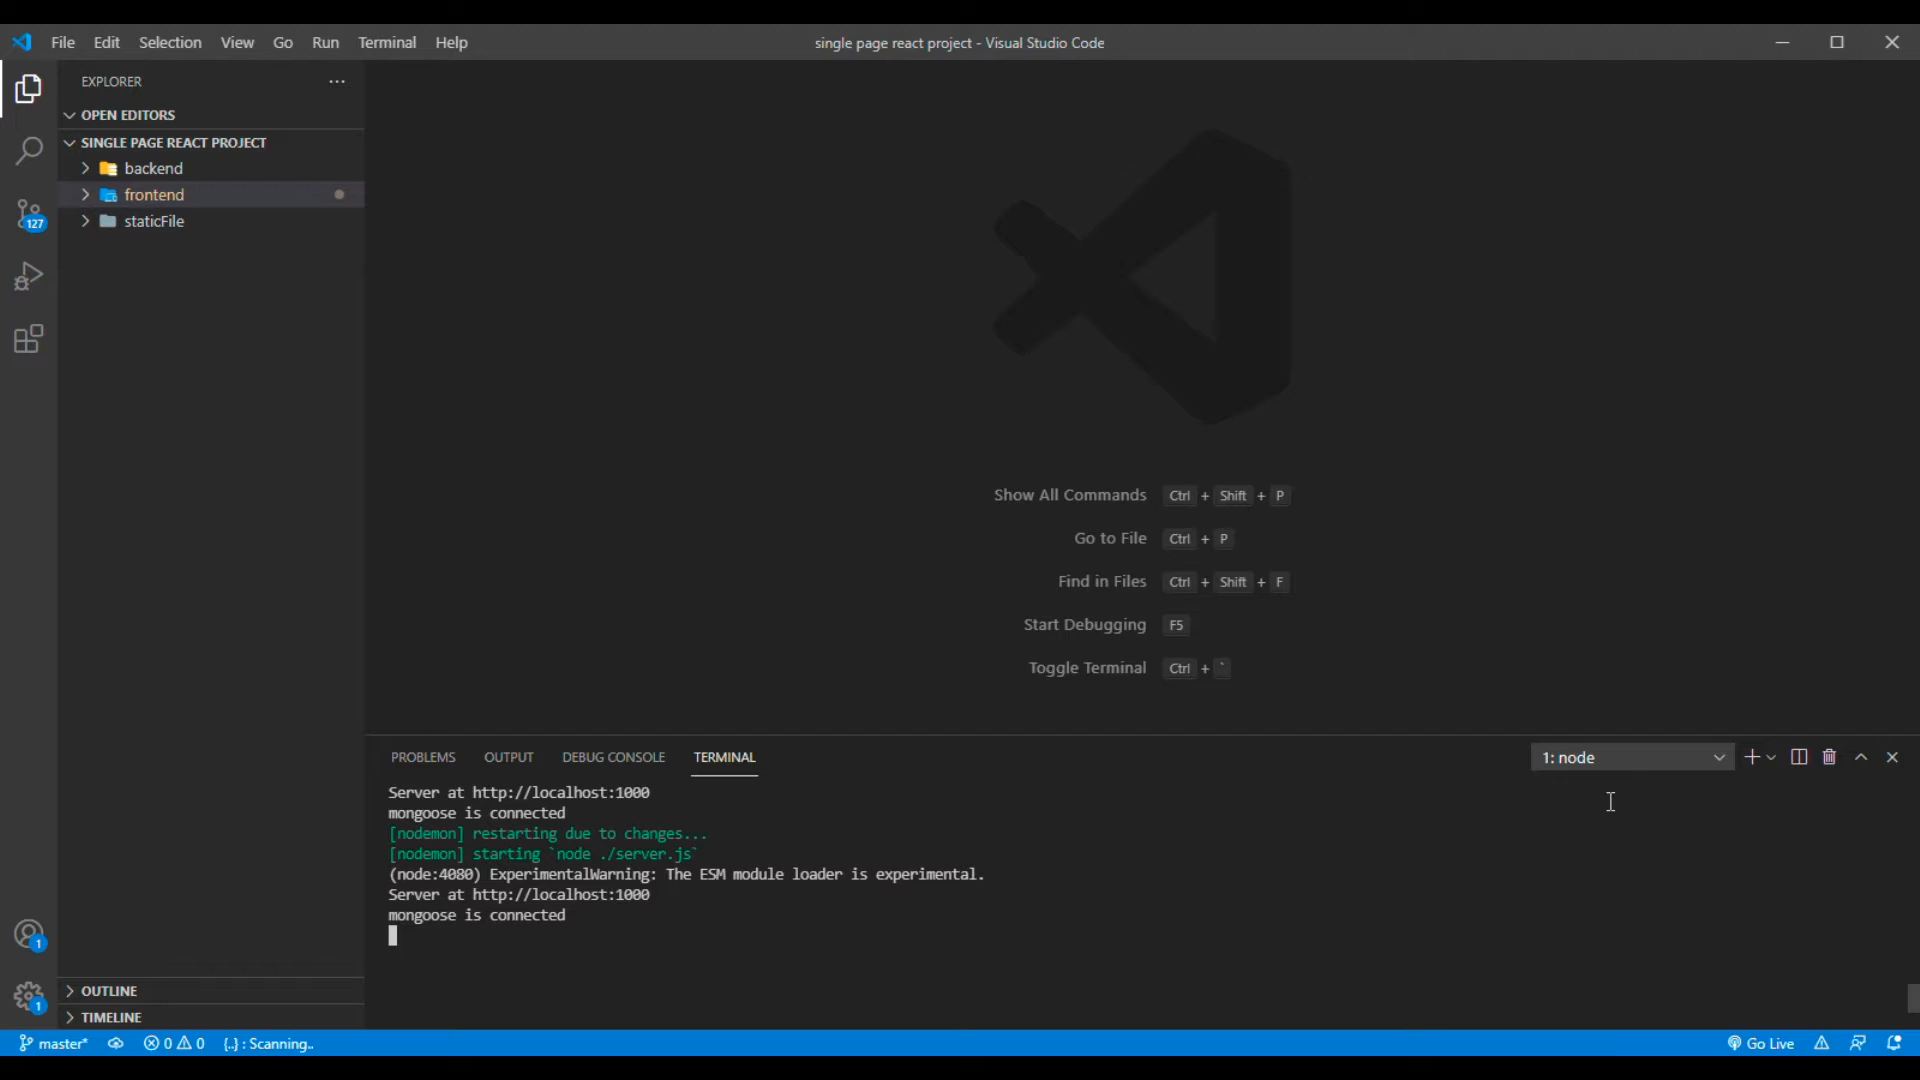 File Edit Selection View Go Run Terminal Help
single page react project - Visual Studio Code
EXPLORER
OPEN EDITORS
SINGLE PAGE REACT PROJECT
backend
frontend
staticFile
127
Show All Commands Ctrl + Shift + P
Go to File Ctrl + P
Find in Files Ctrl + Shift + F
Start Debugging F5
Toggle Terminal Ctrl + `
PROBLEMS OUTPUT DEBUG CONSOLE TERMINAL
1: node
Server at http://localhost:1000
mongoose is connected
[nodemon] restarting due to changes...
[nodemon] starting `node ./server.js`
(node:4080) ExperimentalWarning: The ESM module loader is experimental.
Server at http://localhost:1000
mongoose is connected
1
1
OUTLINE
TIMELINE
master* 0 0 {..} : Scanning.. Go Live